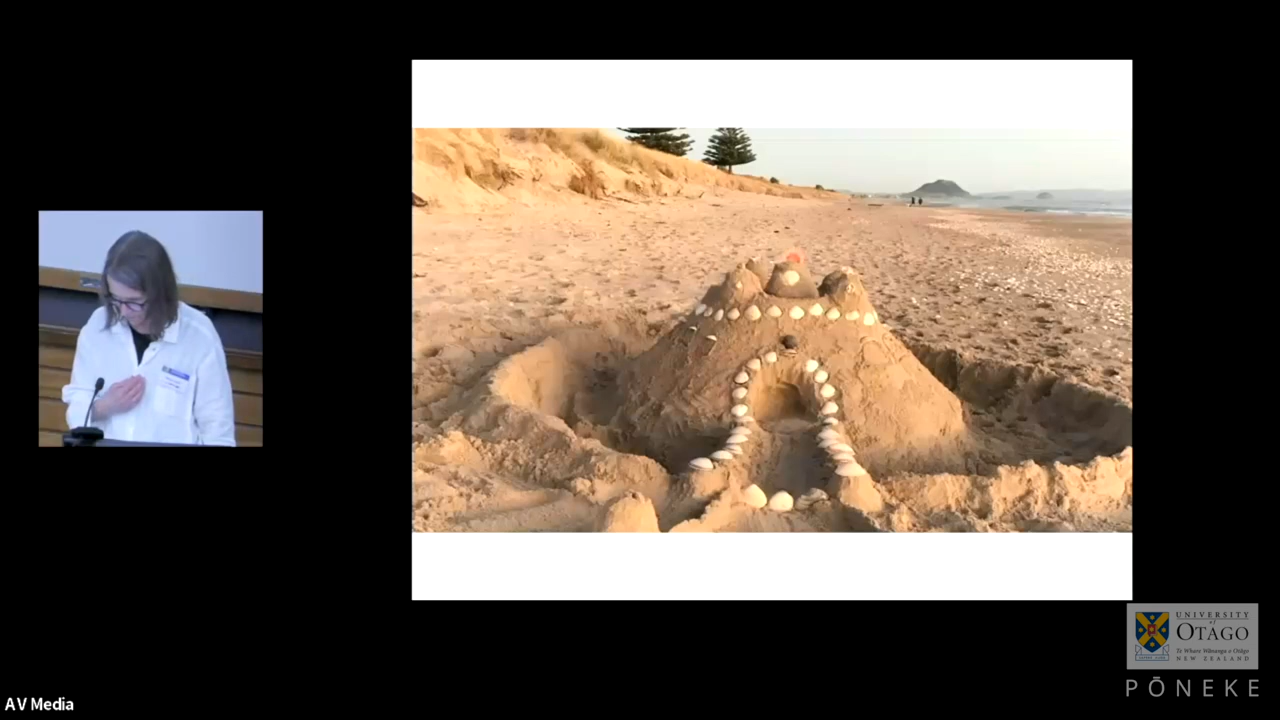 UNIVERSITY
of
OTAGO
Te Whare Wānanga o Otāgo
NEW ZEALAND
PŌNEKE
AV Media